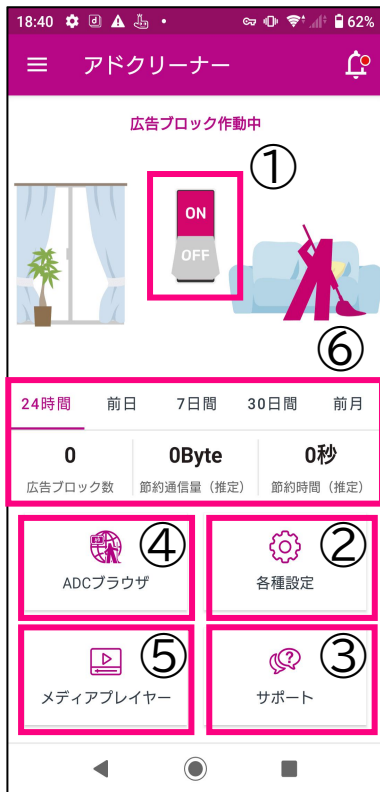 18:40 62%
アドクリーナー
広告ブロック作動中
①
ON
OFF
⑥
24時間 前日 7日間 30日間 前月
0 0Byte 0秒
広告ブロック数 節約通信量（推定） 節約時間（推定）
④ ②
ADCブラウザ 各種設定
⑤ ③
メディアプレイヤー サポート